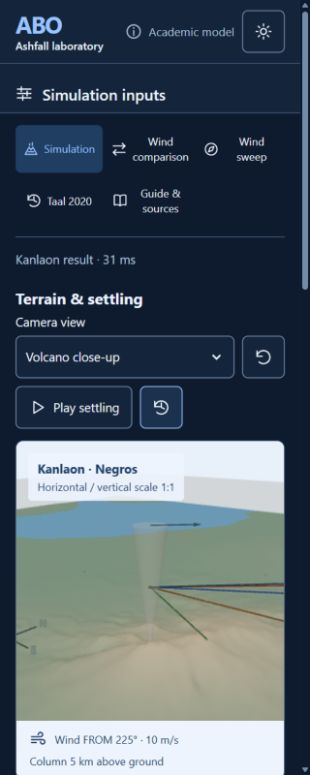 ABO
Ashfall laboratory
Academic model
Simulation inputs
Simulation
Wind comparison
Wind sweep
Taal 2020
Guide & sources
Kanlaon result · 31 ms
Terrain & settling
Camera view
Volcano close-up
Play settling
Kanlaon · Negros
Horizontal / vertical scale 1:1
N
E
Wind FROM 225° · 10 m/s
Column 5 km above ground